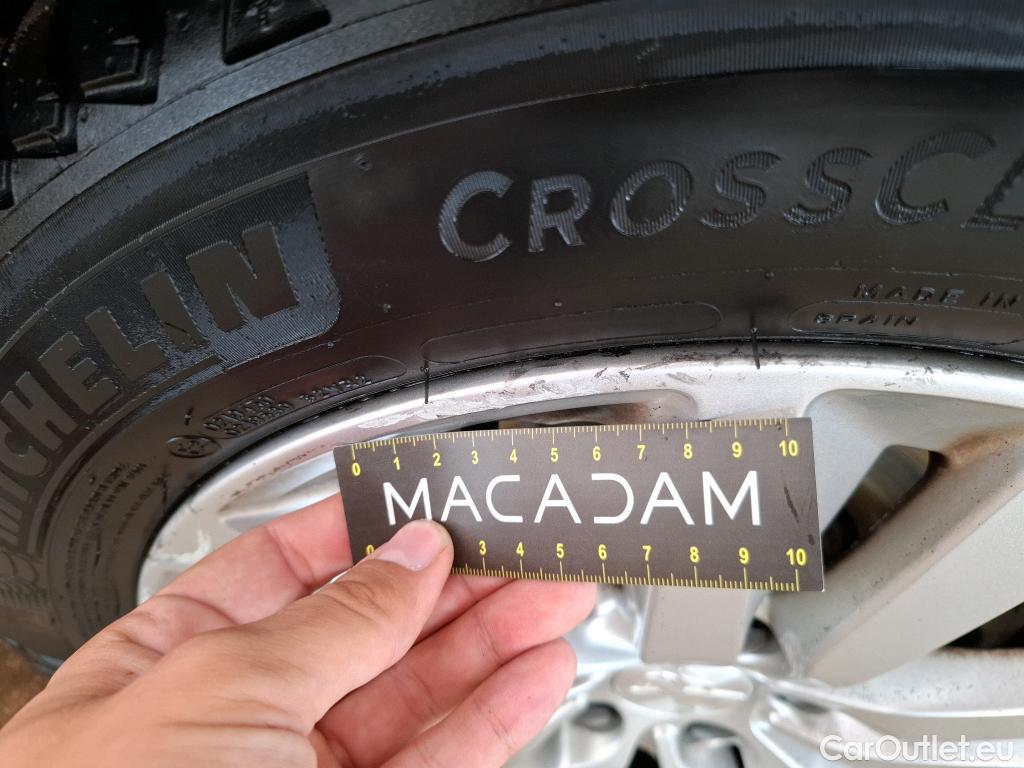 MICHELIN
CROSSCL
MADE IN
SPAIN
0 1 2 3 4 5 6 7 8 9 10
MACADAM
0 3 4 5 6 7 8 9 10
CarOutlet.eu